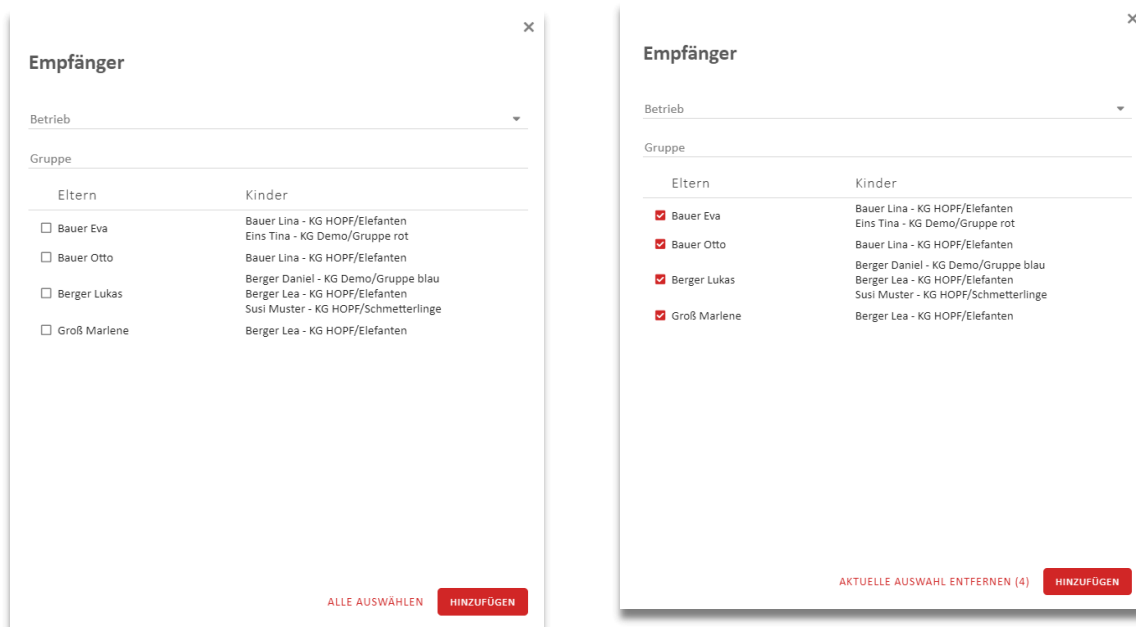 Empfänger
Betrieb
Gruppe
Eltern Kinder
Bauer Eva Bauer Lina - KG HOPF/Elefanten
Eins Tina - KG Demo/Gruppe rot
Bauer Otto Bauer Lina - KG HOPF/Elefanten
Berger Daniel - KG Demo/Gruppe blau
Berger Lukas Berger Lea - KG HOPF/Elefanten
Susi Muster - KG HOPF/Schmetterlinge
Groß Marlene Berger Lea - KG HOPF/Elefanten
ALLE AUSWÄHLEN HINZUFÜGEN
Empfänger
Betrieb
Gruppe
Eltern Kinder
Bauer Eva Bauer Lina - KG HOPF/Elefanten
Eins Tina - KG Demo/Gruppe rot
Bauer Otto Bauer Lina - KG HOPF/Elefanten
Berger Daniel - KG Demo/Gruppe blau
Berger Lukas Berger Lea - KG HOPF/Elefanten
Susi Muster - KG HOPF/Schmetterlinge
Groß Marlene Berger Lea - KG HOPF/Elefanten
AKTUELLE AUSWAHL ENTFERNEN (4) HINZUFÜGEN